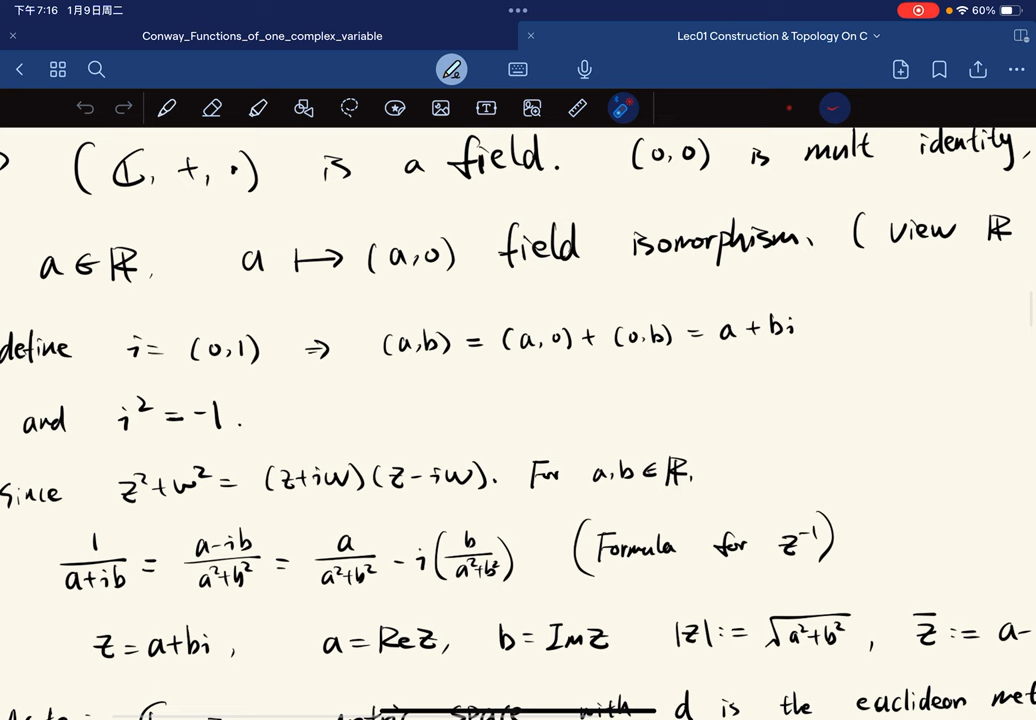 下午7:16 1月9日周二
60%
Conway_Functions_of_one_complex_variable
Lec01 Construction & Topology On C
(ℂ, +, ·) is a field. (0,0) is mult identity,
a ∈ ℝ, a ↦ (a,0) field isomorphism. ( view ℝ
define i = (0,1) ⇒ (a,b) = (a,0) + (0,b) = a + bi
and i² = -1.
Since z² + w² = (z+iw)(z-iw). For a,b ∈ ℝ,
1/(a+ib) = (a-ib)/(a²+b²) = a/(a²+b²) - i(b/(a²+b²)) (Formula for z⁻¹)
z = a+bi, a = Re z, b = Im z |z| := √(a²+b²), z̅ := a-
with d is the euclidean met